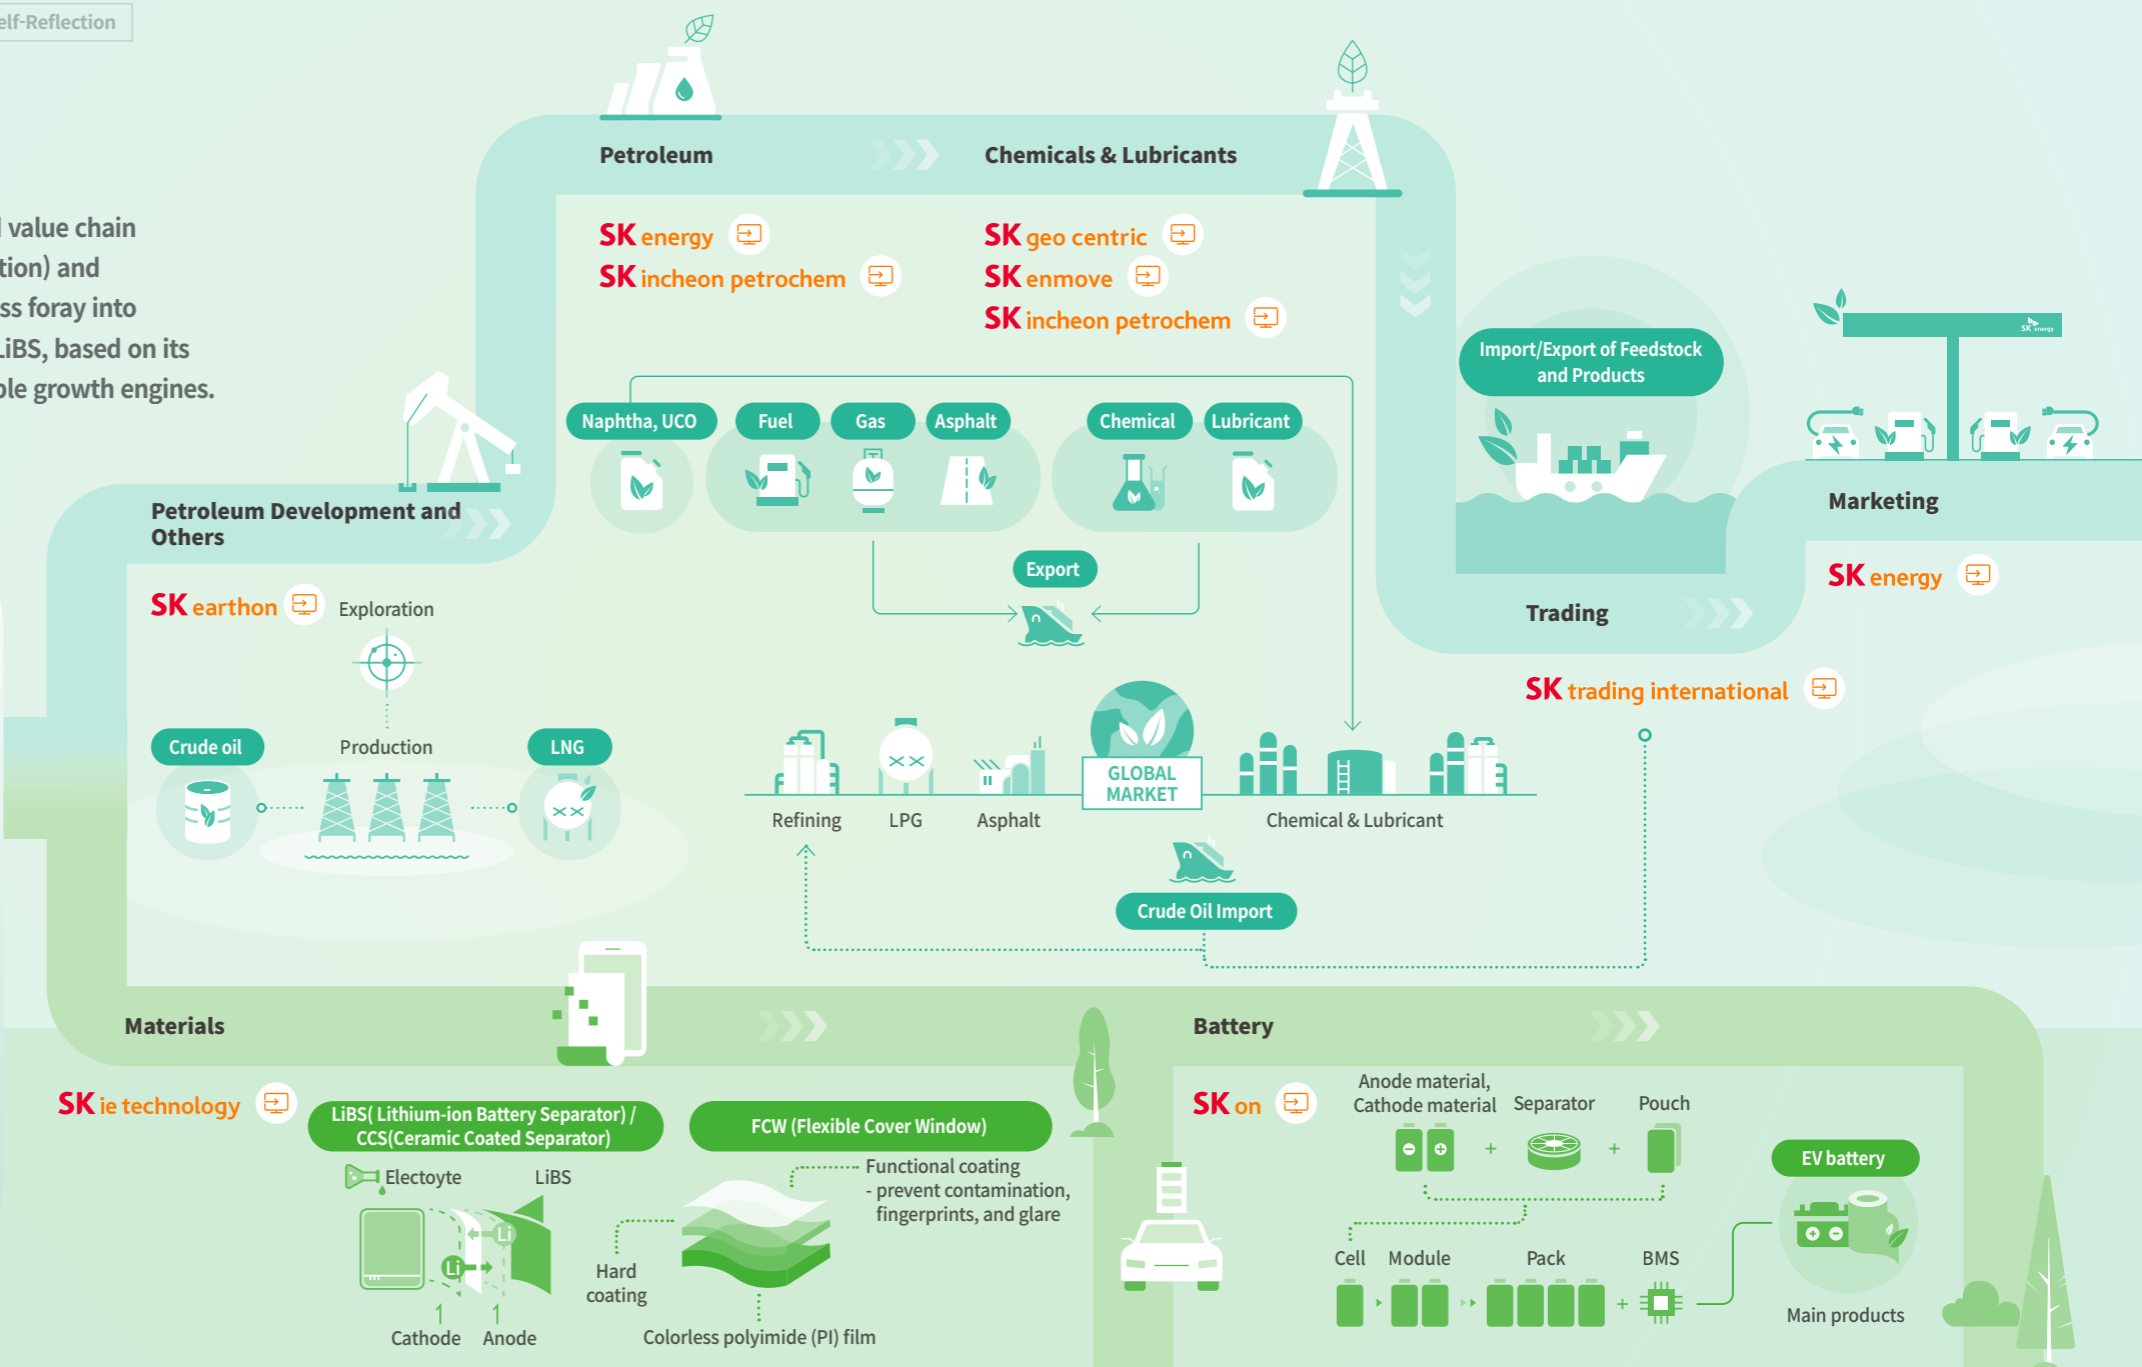 elf-Reflection
value chain
tion) and
ss foray into
LiBS, based on its
ble growth engines.
Petroleum
Chemicals & Lubricants
SK energy
SK incheon petrochem
SK geo centric
SK enmove
SK incheon petrochem
Import/Export of Feedstock
and Products
SK energy
Naphtha, UCO
Fuel
Gas
Asphalt
Chemical
Lubricant
Export
Petroleum Development and
Others
SK earthon
Exploration
Production
Crude oil
LNG
Marketing
SK energy
Trading
SK trading international
GLOBAL
MARKET
Refining
LPG
Asphalt
Chemical & Lubricant
Crude Oil Import
Materials
SK ie technology
LiBS( Lithium-ion Battery Separator) /
CCS(Ceramic Coated Separator)
Electoyte
LiBS
Li
Li
Cathode
Anode
FCW (Flexible Cover Window)
Functional coating
- prevent contamination,
fingerprints, and glare
Hard
coating
Colorless polyimide (PI) film
Battery
SK on
Anode material,
Cathode material
Separator
Pouch
Cell
Module
Pack
BMS
EV battery
Main products